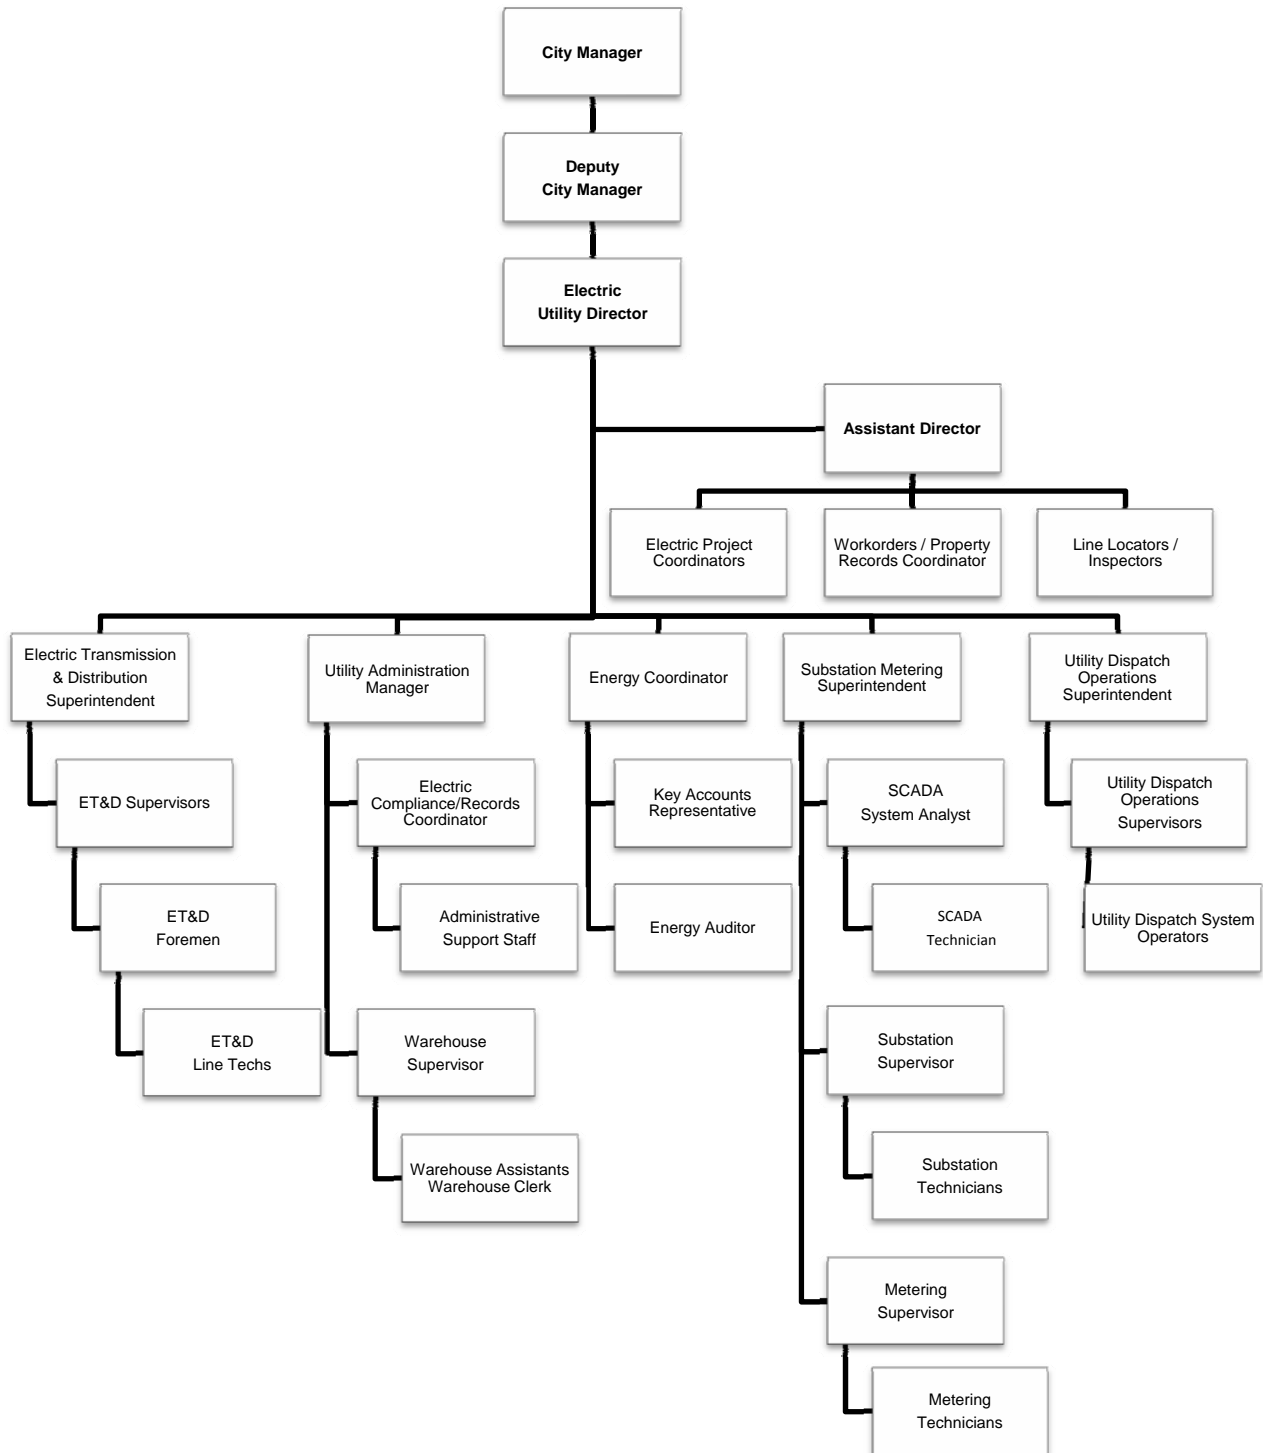 City Manager
Deputy
City Manager
Electric
Utility Director
Assistant Director
Electric Project
Coordinators
Workorders / Property
Records Coordinator
Line Locators /
Inspectors
Electric Transmission
& Distribution
Superintendent
Utility Administration
Manager
Energy Coordinator
Substation Metering
Superintendent
Utility Dispatch
Operations
Superintendent
ET&D Supervisors
Electric
Compliance/Records
Coordinator
Key Accounts
Representative
SCADA
System Analyst
Utility Dispatch
Operations
Supervisors
ET&D
Foremen
Administrative
Support Staff
Energy Auditor
SCADA
Technician
Utility Dispatch System
Operators
ET&D
Line Techs
Warehouse
Supervisor
Substation
Supervisor
Warehouse Assistants
Warehouse Clerk
Substation
Technicians
Metering
Supervisor
Metering
Technicians